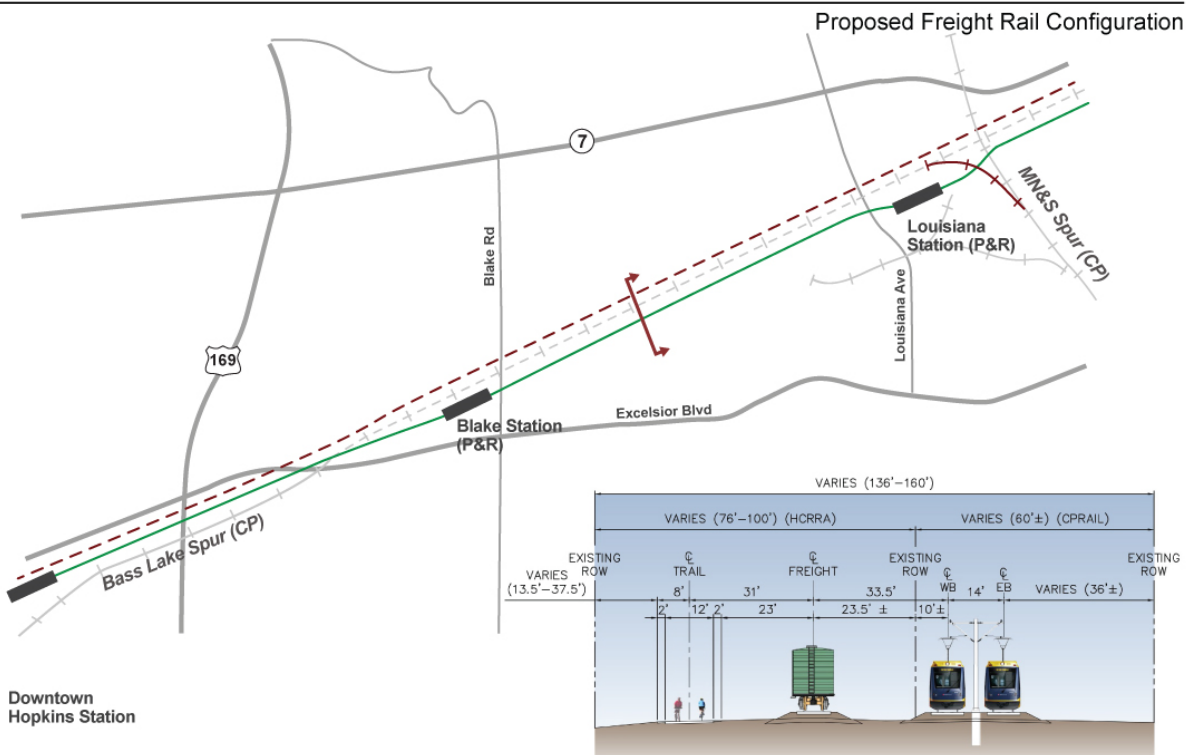 Proposed Freight Rail Configuration
7
MN&S Spur (CP)
Louisiana
Station (P&R)
Blake Rd
Louisiana Ave
169
Blake Station
(P&R)
Excelsior Blvd
Bass Lake Spur (CP)
Downtown
Hopkins Station
VARIES (136'-160')
VARIES (76'-100') (HCRRA)
VARIES (60'±) (CPRAIL)
EXISTING
ROW
℄
TRAIL
℄
FREIGHT
EXISTING
ROW
℄
WB
℄
EB
EXISTING
ROW
VARIES
(13.5'-37.5')
8'
31'
33.5'
14'
VARIES (36'±)
2'
12'
2'
23'
23.5' ±
10'±